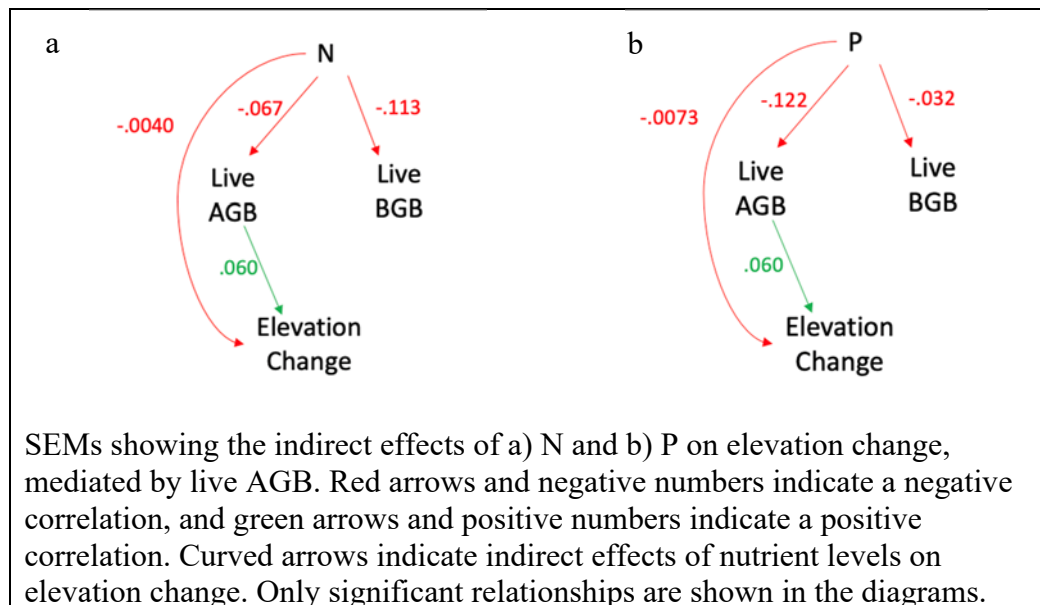 a
N
-.0040
-.067
-.113
Live
AGB
Live
BGB
.060
Elevation
Change
b
P
-.0073
-.122
-.032
Live
AGB
Live
BGB
.060
Elevation
Change
SEMs showing the indirect effects of a) N and b) P on elevation change,
mediated by live AGB. Red arrows and negative numbers indicate a negative
correlation, and green arrows and positive numbers indicate a positive
correlation. Curved arrows indicate indirect effects of nutrient levels on
elevation change. Only significant relationships are shown in the diagrams.